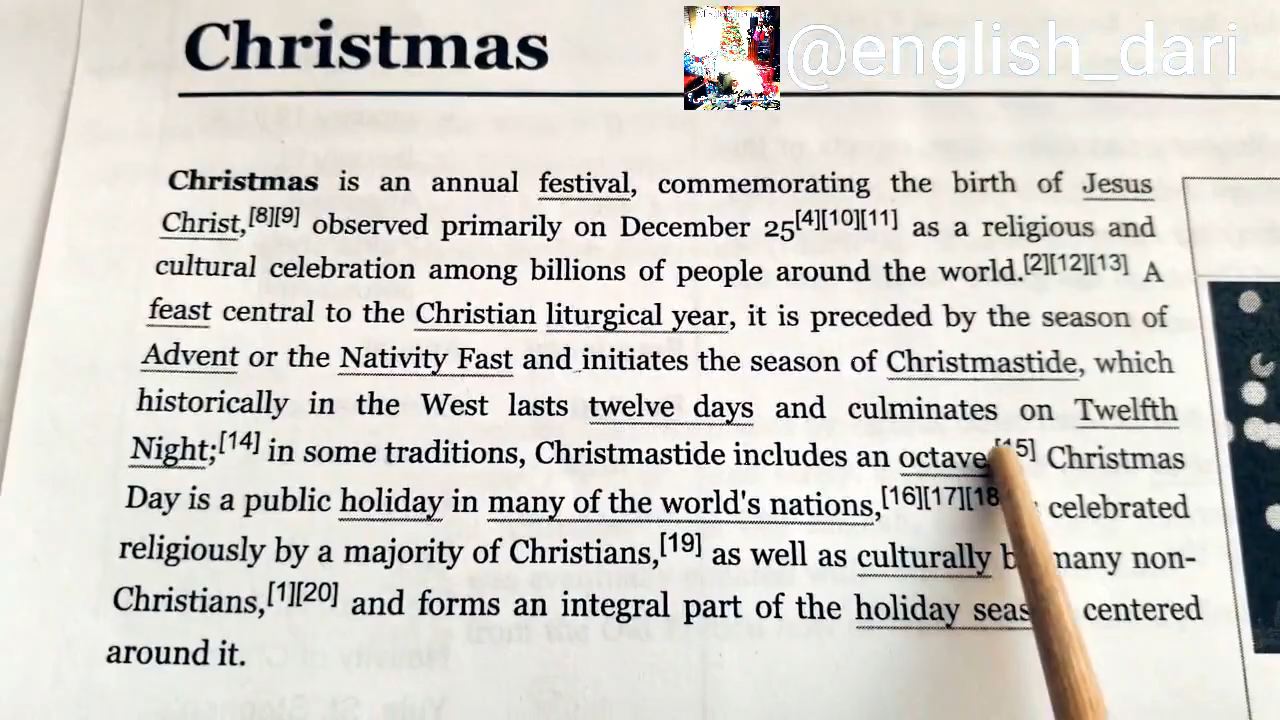 Christmas
@english_dari
Christmas is an annual festival, commemorating the birth of Jesus
Christ,[8][9] observed primarily on December 25[4][10][11] as a religious and
cultural celebration among billions of people around the world.[2][12][13] A
feast central to the Christian liturgical year, it is preceded by the season of
Advent or the Nativity Fast and initiates the season of Christmastide, which
historically in the West lasts twelve days and culminates on Twelfth
Night;[14] in some traditions, Christmastide includes an octave.[15] Christmas
Day is a public holiday in many of the world's nations,[16][17][18 celebrated
religiously by a majority of Christians,[19] as well as culturally many non-
Christians,[1][20] and forms an integral part of the holiday centered
around it.